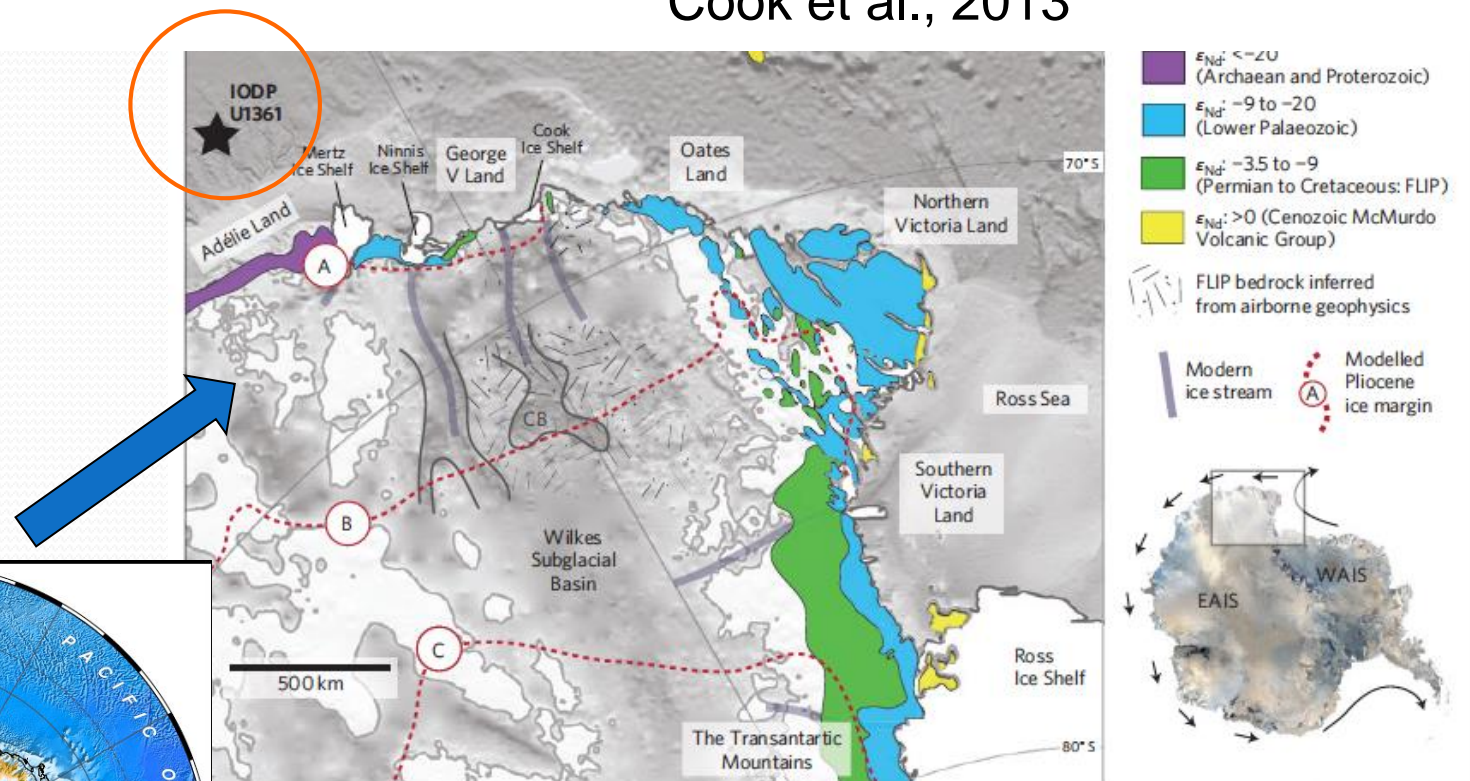 Cook et al., 2013
IODP
U1361
Mertz
Ice Shelf
Ninnis
Ice Shelf
George
V Land
Cook
Ice Shelf
Oates
Land
70°S
Northern
Victoria Land
Adélie Land
A
CB
Ross Sea
Southern
Victoria
Land
B
Wilkes
Subglacial
Basin
C
500 km
Ross
Ice Shelf
The Transantartic
Mountains
80°S
εNd: <−20
(Archaean and Proterozoic)
εNd: −9 to −20
(Lower Palaeozoic)
εNd: −3.5 to −9
(Permian to Cretaceous: FLIP)
εNd: >0 (Cenozoic McMurdo
Volcanic Group)
FLIP bedrock inferred
from airborne geophysics
Modern
ice stream
A
Modelled
Pliocene
ice margin
WAIS
EAIS
PACIFIC
O